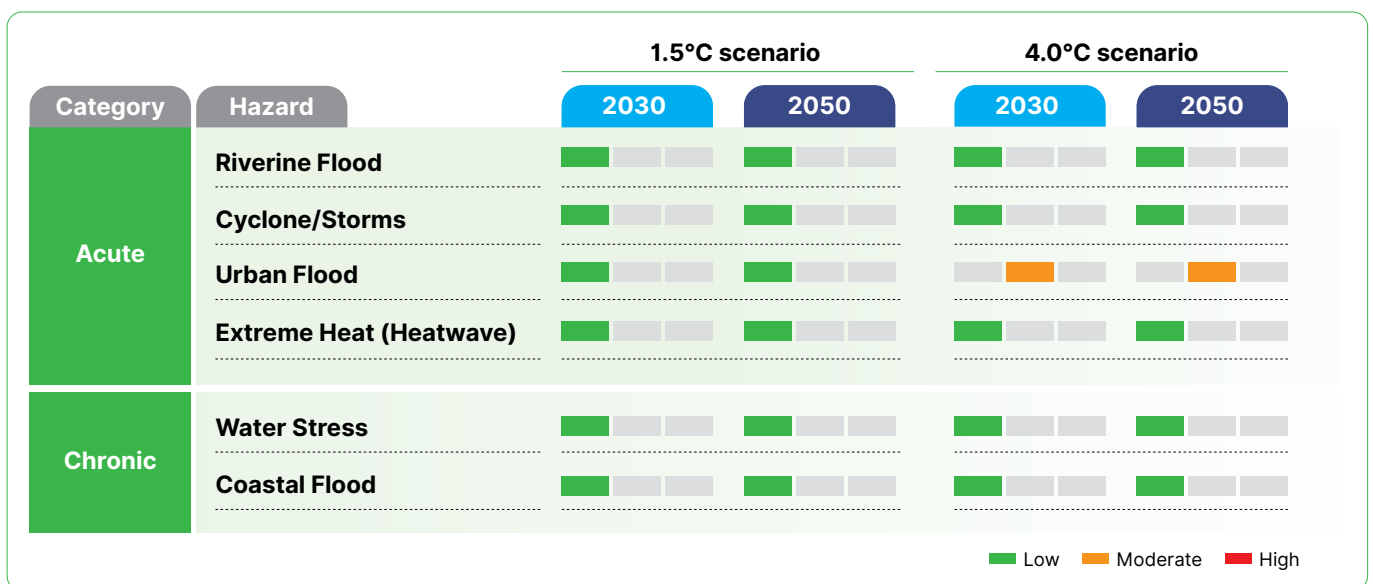 1.5°C scenario 4.0°C scenario
Category Hazard 2030 2050 2030 2050
Riverine Flood
Cyclone/Storms
Acute
Urban Flood
Extreme Heat (Heatwave)
Water Stress
Chronic
Coastal Flood
Low Moderate High